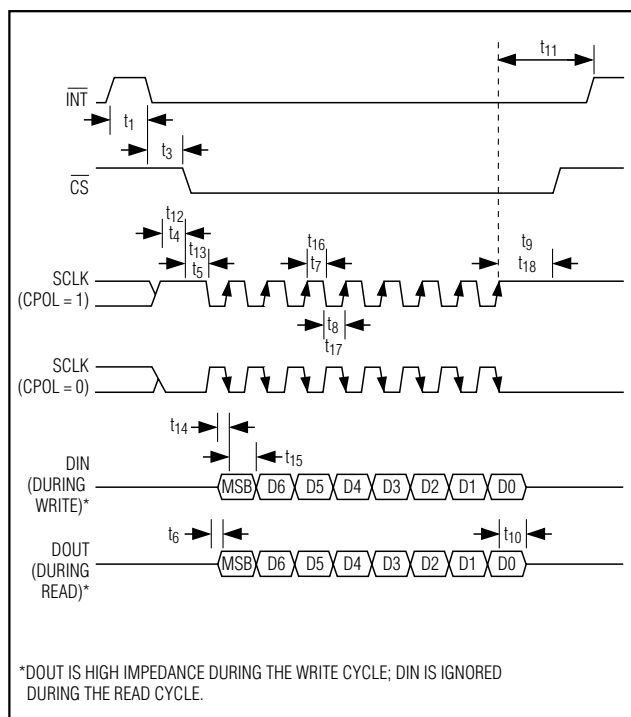 t11
INT
t1
t3
CS
t12
t4
t13
t5
t16
t7
t9
t18
SCLK
(CPOL = 1)
t8
t17
SCLK
(CPOL = 0)
t14
t15
DIN
(DURING
WRITE)*
MSB D6 D5 D4 D3 D2 D1 D0
t6
t10
DOUT
(DURING
READ)*
MSB D6 D5 D4 D3 D2 D1 D0
*DOUT IS HIGH IMPEDANCE DURING THE WRITE CYCLE; DIN IS IGNORED
DURING THE READ CYCLE.